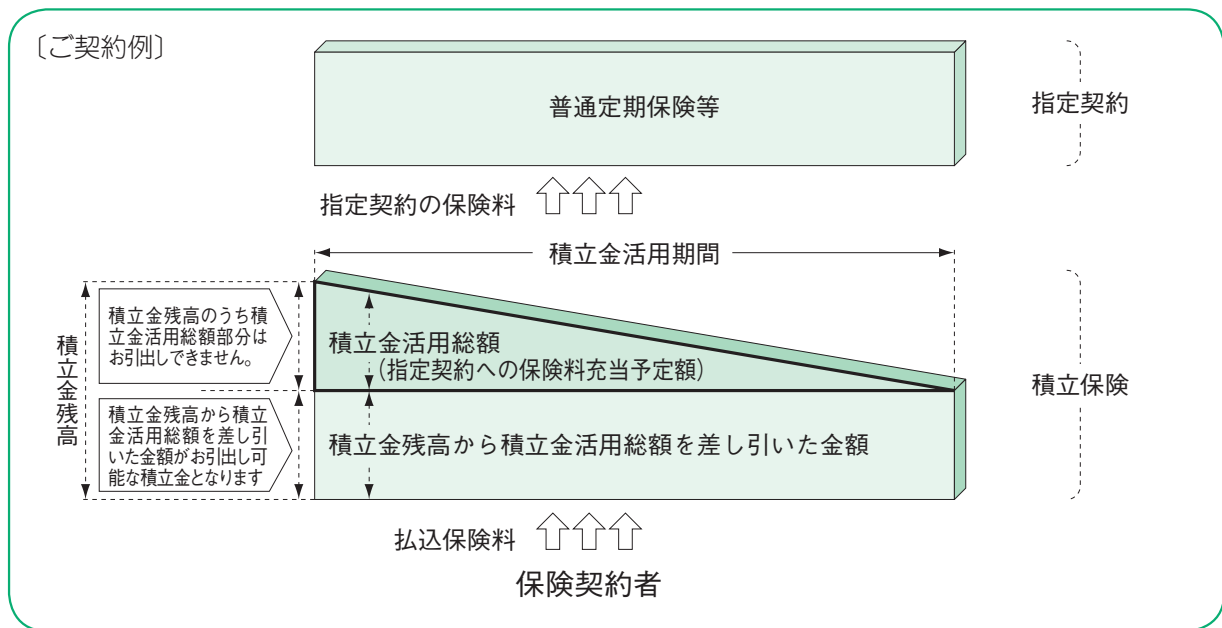 〔ご契約例〕
普通定期保険等
指定契約
指定契約の保険料
積立金活用期間
積立金残高
積立金残高のうち積
立金活用総額部分は
お引出しできません。
積立金活用総額
(指定契約への保険料充当予定額)
積立保険
積立金残高から積立
金活用総額を差し引
いた金額がお引出し可
能な積立金となります
積立金残高から積立金活用総額を差し引いた金額
払込保険料
保険契約者